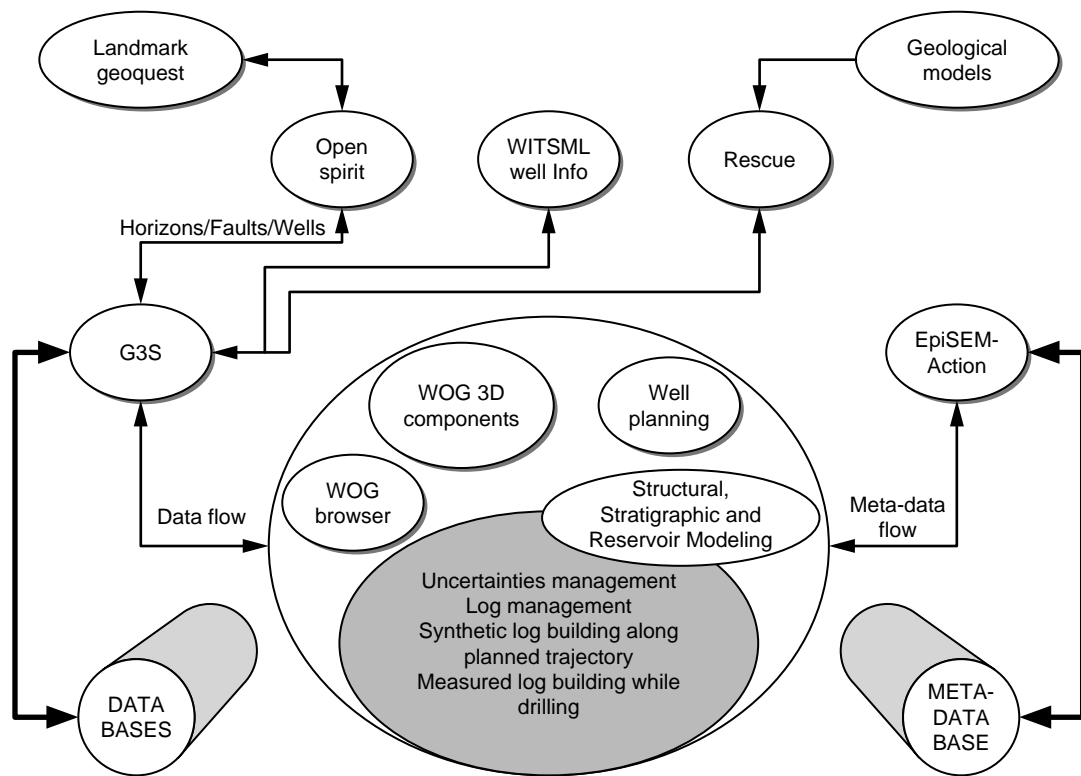 Landmark
geoquest
Geological
models
Open
spirit
WITSML
well Info
Rescue
Horizons/Faults/Wells
G3S
EpiSEM-
Action
WOG 3D
components
Well
planning
WOG
browser
Structural,
Stratigraphic and
Reservoir Modeling
Data flow
Meta-data
flow
Uncertainties management
Log management
Synthetic log building along
planned trajectory
Measured log building while
drilling
DATA
BASES
META-
DATA
BASE